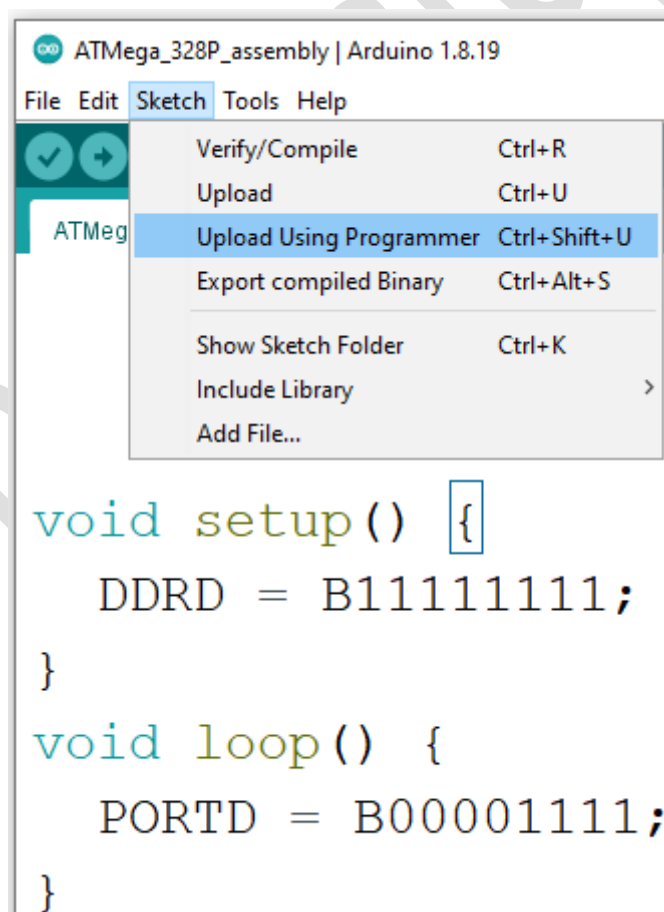 ATMega_328P_assembly | Arduino 1.8.19
File Edit Sketch Tools Help
Verify/Compile Ctrl+R
Upload Ctrl+U
ATMeg
Upload Using Programmer Ctrl+Shift+U
Export compiled Binary Ctrl+Alt+S
Show Sketch Folder Ctrl+K
Include Library >
Add File...
void setup() {
DDRD = B11111111;
}
void loop() {
PORTD = B00001111;
}